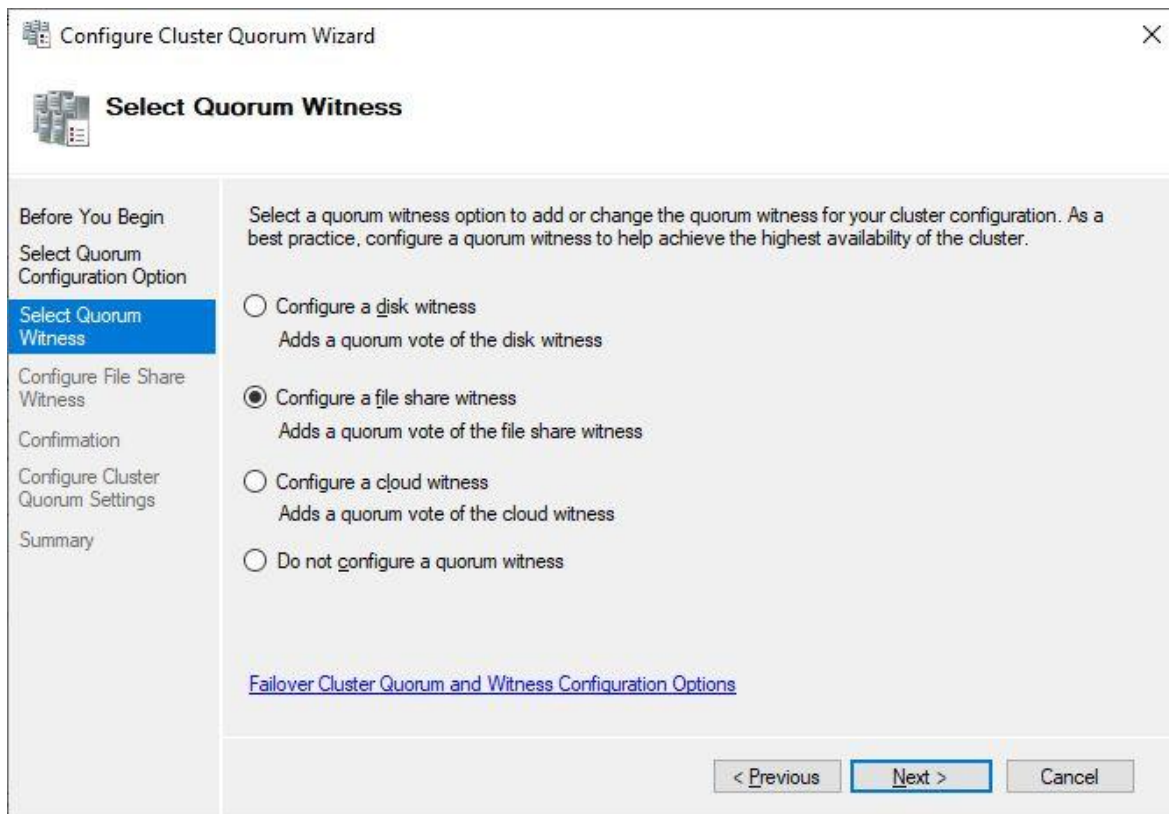 Configure Cluster Quorum Wizard
Select Quorum Witness
Before You Begin
Select Quorum
Configuration Option
Select Quorum
Witness
Configure File Share
Witness
Confirmation
Configure Cluster
Quorum Settings
Summary
Select a quorum witness option to add or change the quorum witness for your cluster configuration. As a
best practice, configure a quorum witness to help achieve the highest availability of the cluster.
Configure a disk witness
Adds a quorum vote of the disk witness
Configure a file share witness
Adds a quorum vote of the file share witness
Configure a cloud witness
Adds a quorum vote of the cloud witness
Do not configure a quorum witness
Failover Cluster Quorum and Witness Configuration Options
< Previous
Next >
Cancel